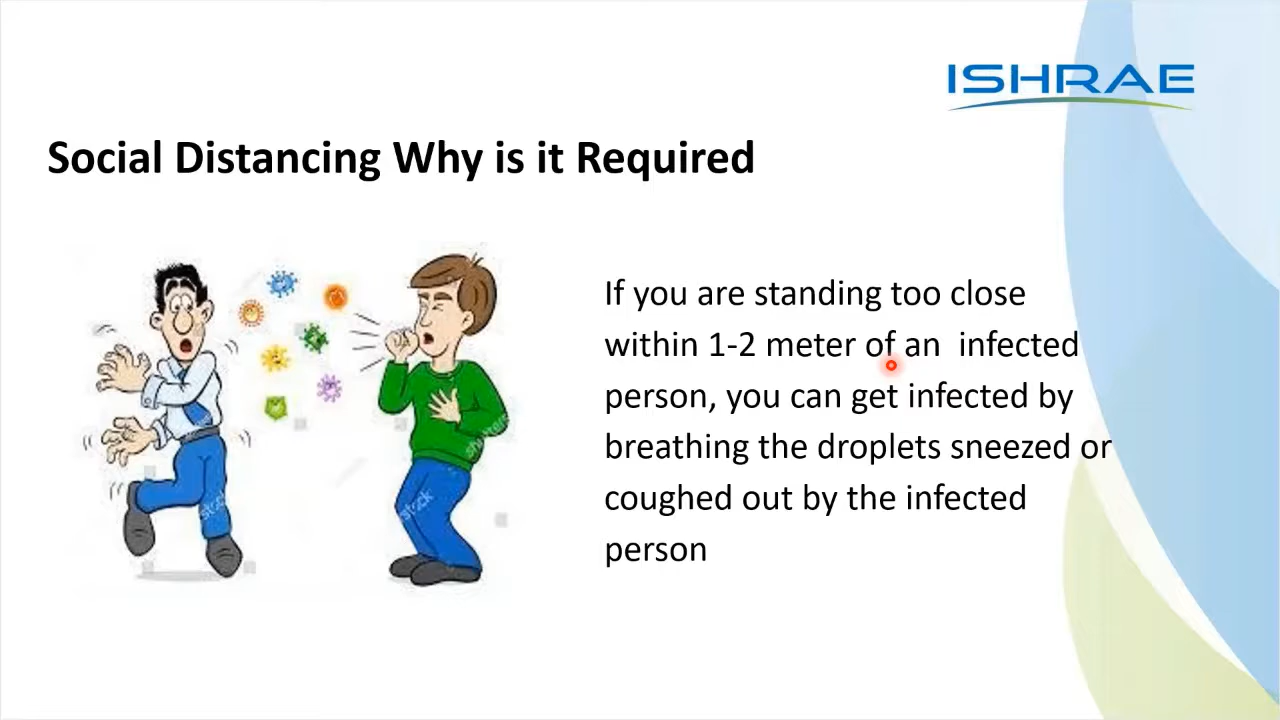 ISHRAE
Social Distancing Why is it Required
If you are standing too close
within 1-2 meter of an infected
person, you can get infected by
breathing the droplets sneezed or
coughed out by the infected
person